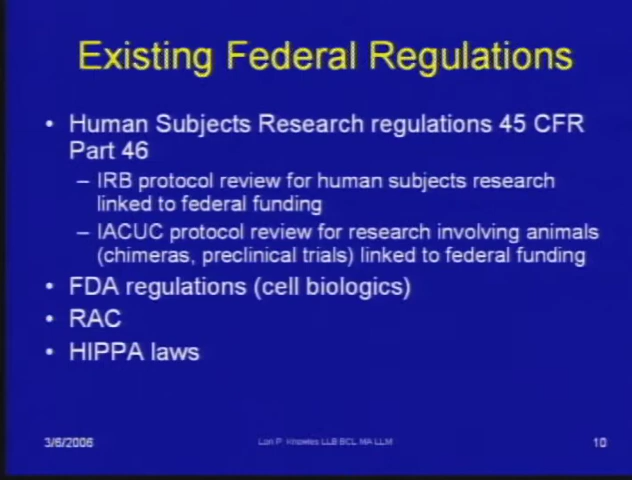 Existing Federal Regulations
• Human Subjects Research regulations 45 CFR
Part 46
– IRB protocol review for human subjects research
linked to federal funding
– IACUC protocol review for research involving animals
(chimeras, preclinical trials) linked to federal funding
• FDA regulations (cell biologics)
• RAC
• HIPPA laws
3/6/2006
Lori P. Knowles LLB BCL MA LLM
10